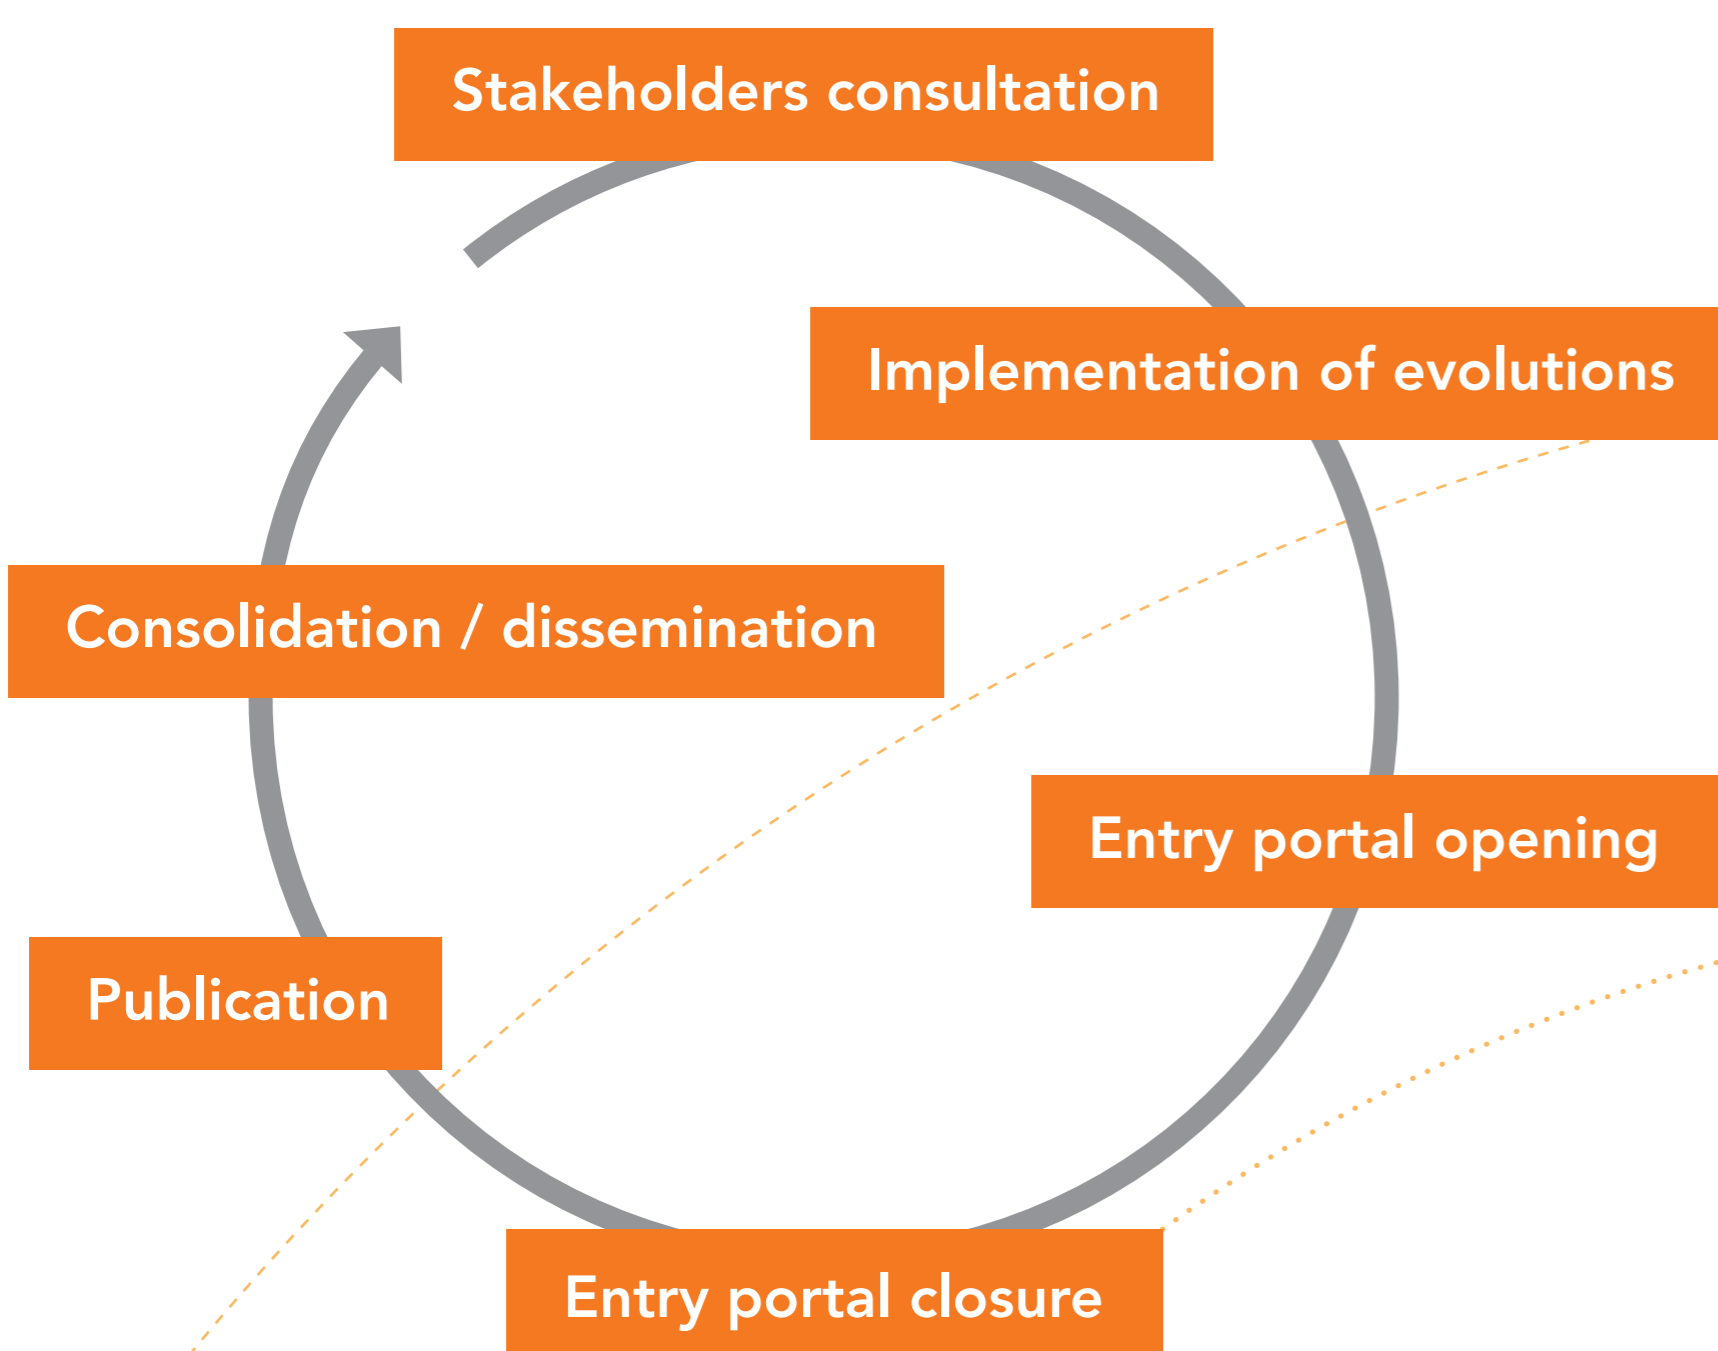 Stakeholders consultation
Implementation of evolutions
Consolidation / dissemination
Entry portal opening
Publication
Entry portal closure